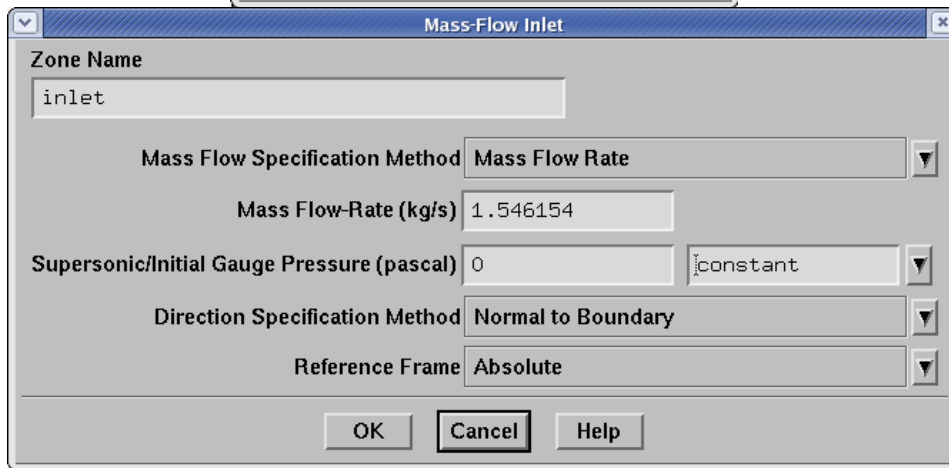 Mass-Flow Inlet
Zone Name
inlet
Mass Flow Specification Method Mass Flow Rate
Mass Flow-Rate (kg/s) 1.546154
Supersonic/Initial Gauge Pressure (pascal) 0 constant
Direction Specification Method Normal to Boundary
Reference Frame Absolute
OK Cancel Help